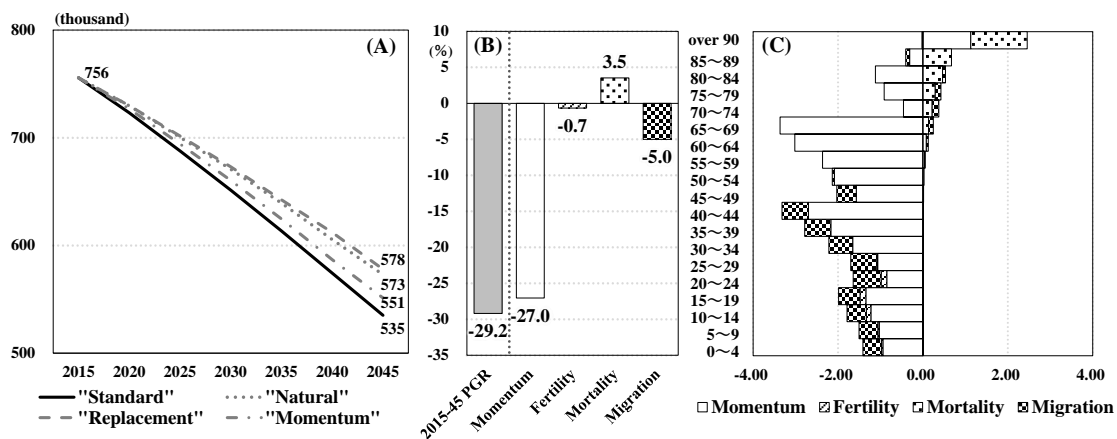 (thousand)
800
700
600
500
(A)
756
578
573
551
535
2015 2020 2025 2030 2035 2040 2045
"Standard" "Natural"
"Replacement" "Momentum"
10
(%)
5
0
-5
-10
-15
-20
-25
-30
-35
(B)
3.5
-0.7
-5.0
-29.2
-27.0
2015-45 PGR
Momentum
Fertility
Mortality
Migration
(C)
over 90
85～89
80～84
75～79
70～74
65～69
60～64
55～59
50～54
45～49
40～44
35～39
30～34
25～29
20～24
15～19
10～14
5～9
0～4
-4.00 -2.00 0.00 2.00 4.00
Momentum Fertility Mortality Migration